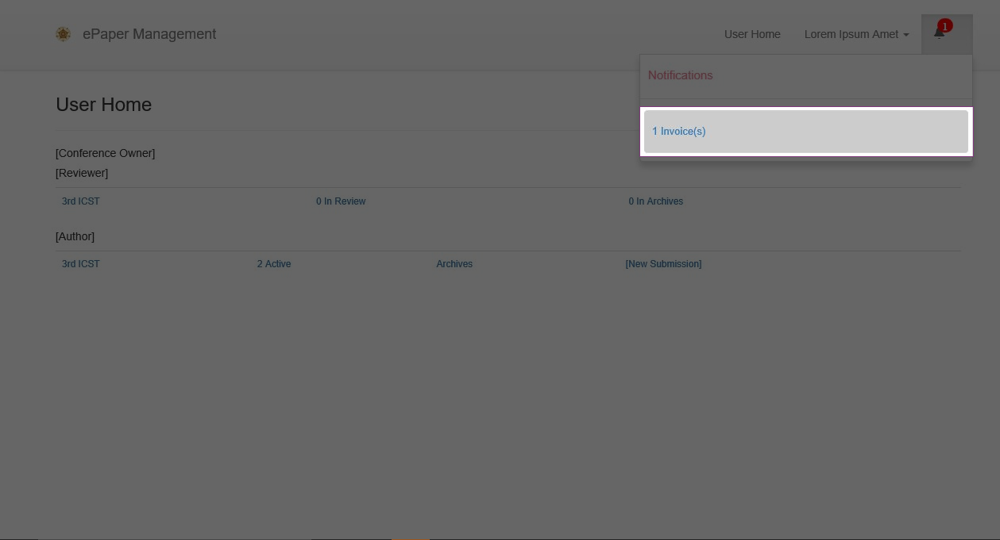 ePaper Management
User Home
Lorem Ipsum Amet
1
Notifications
1 Invoice(s)
User Home
[Conference Owner]
[Reviewer]
3rd ICST 0 In Review 0 In Archives
[Author]
3rd ICST 2 Active Archives [New Submission]